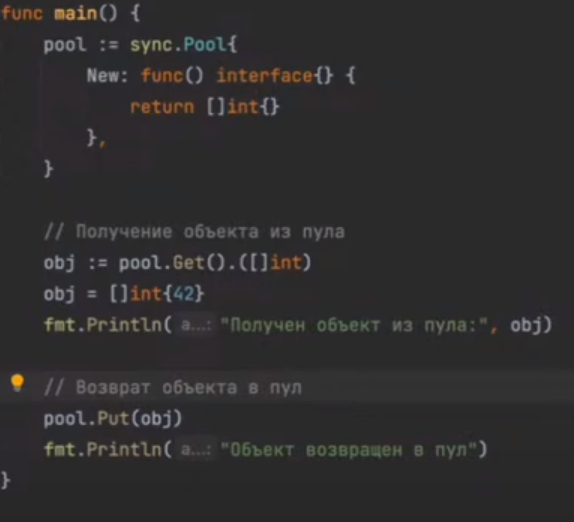 func main() {
pool := sync.Pool{
New: func() interface{} {
return []int{}
},
}
// Получение объекта из пула
obj := pool.Get().([]int)
obj = []int{42}
fmt.Println( a...: "Получен объект из пула:", obj)
// Возврат объекта в пул
pool.Put(obj)
fmt.Println( a...: "Объект возвращен в пул")
}